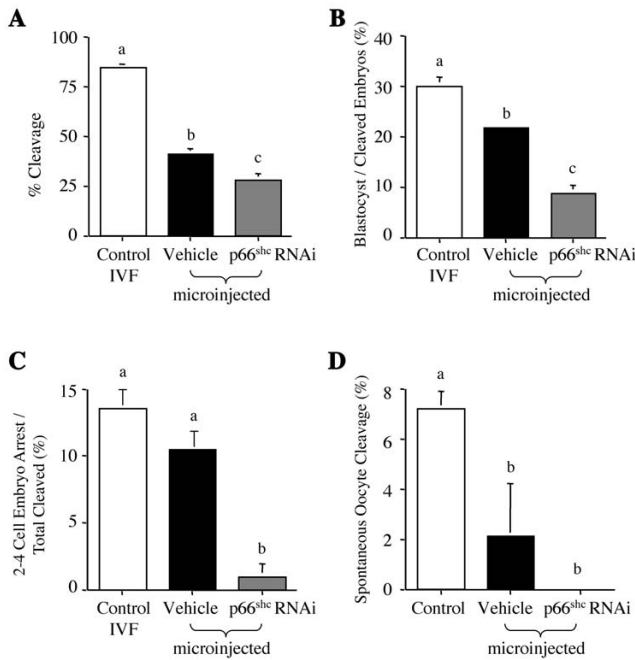 A
% Cleavage
100
75
50
25
0
a
b
c
Control
IVF
Vehicle
p66shc RNAi
microinjected
B
Blastocyst / Cleaved Embryos (%)
40
30
20
10
0
a
b
c
Control
IVF
Vehicle
p66shc RNAi
microinjected
C
2-4 Cell Embryo Arrest /
Total Cleaved (%)
15
10
5
0
a
a
b
Control
IVF
Vehicle
p66shc RNAi
microinjected
D
Spontaneous Oocyte Cleavage (%)
8
6
4
2
0
a
b
b
Control
Vehicle
p66shc RNAi
microinjected